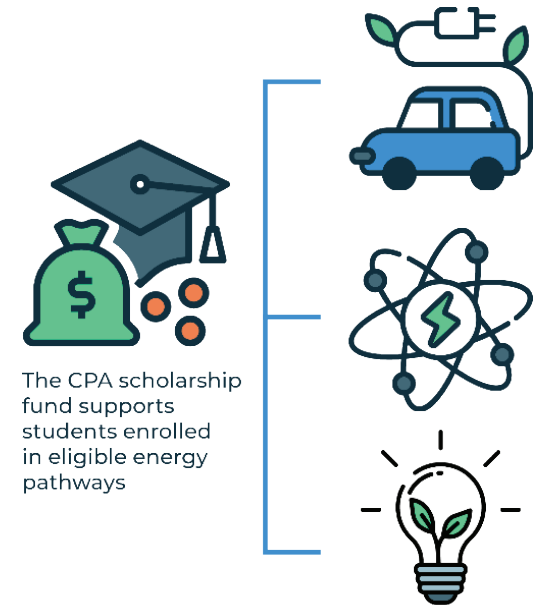 $
The CPA scholarship
fund supports
students enrolled
in eligible energy
pathways